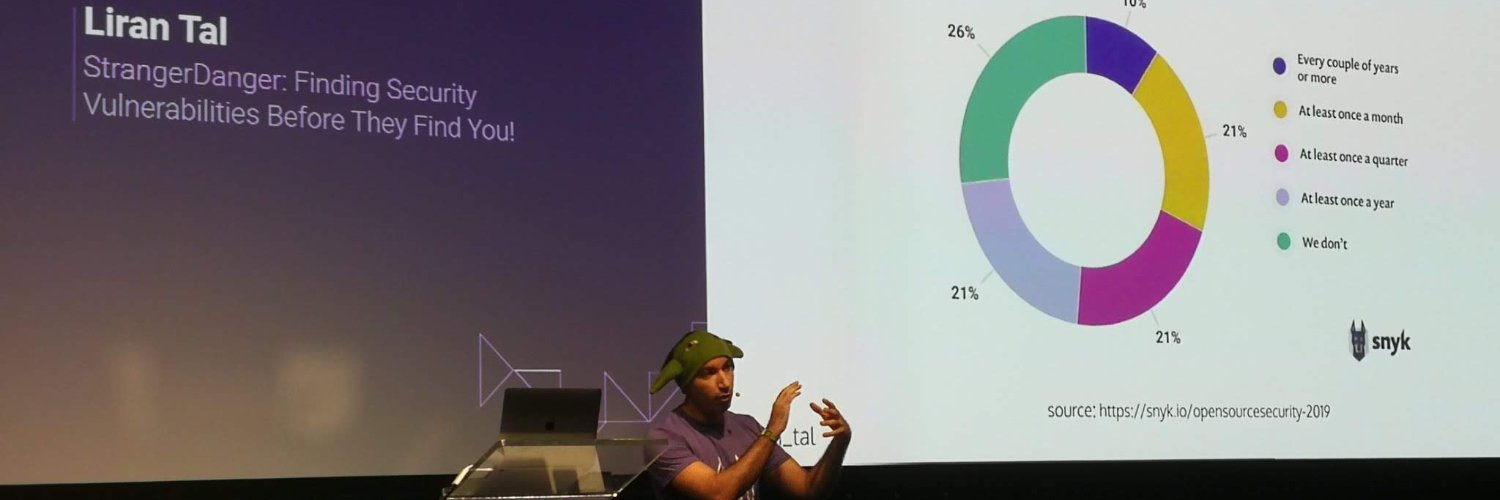 Liran Tal
StrangerDanger: Finding Security
Vulnerabilities Before They Find You!
10%
26%
21%
21%
21%
Every couple of years
or more
At least once a month
At least once a quarter
At least once a year
We don't
snyk
source: https://snyk.io/opensourcesecurity-2019
_tal